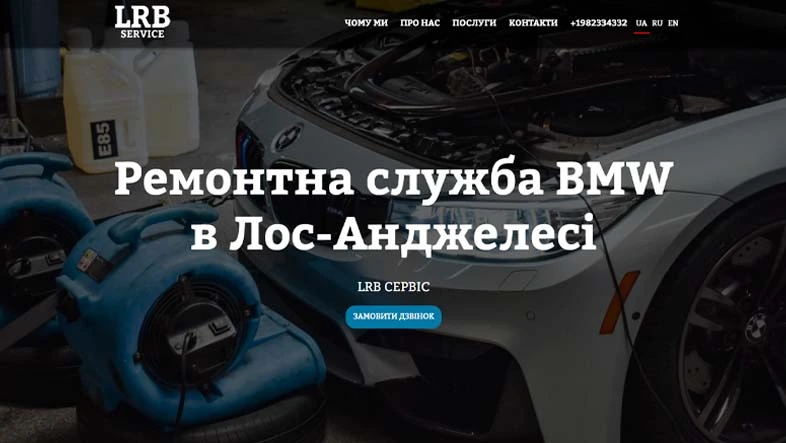 LRB
SERVICE
ЧОМУ МИ ПРО НАС ПОСЛУГИ КОНТАКТИ +1982334332 UA RU EN
E85
Ремонтна служба BMW
в Лос-Анджелесі
LRB СЕРВІС
ЗАМОВИТИ ДЗВІНОК